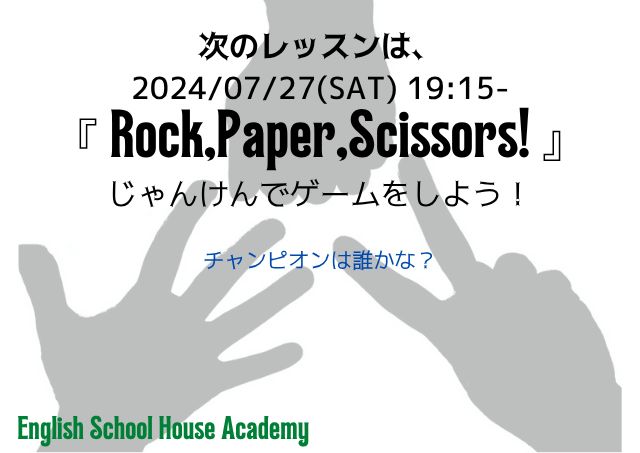 次のレッスンは、
2024/07/27(SAT) 19:15-
『 Rock,Paper,Scissors! 』
じゃんけんでゲームをしよう！
チャンピオンは誰かな？
English School House Academy